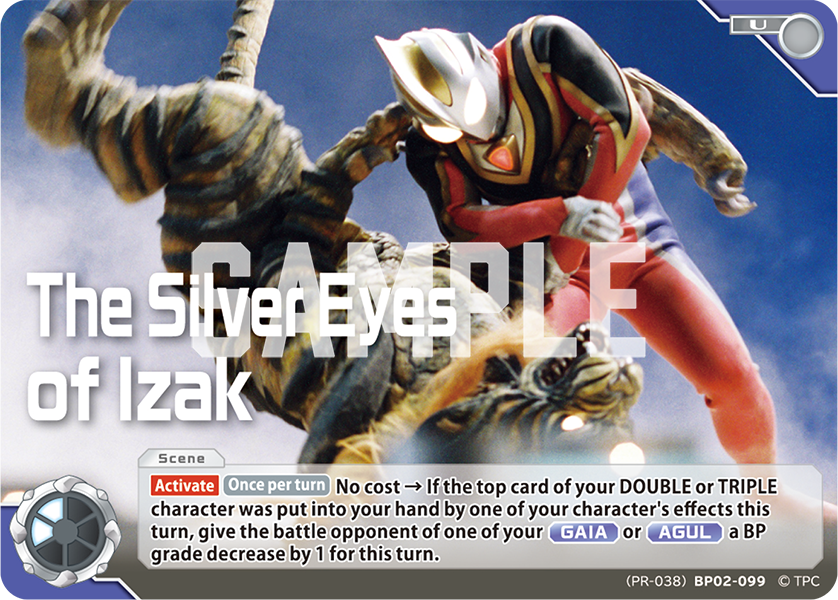 U
SAMPLE
The Silver Eyes
of Izak
Scene
Activate Once per turn No cost → If the top card of your DOUBLE or TRIPLE
character was put into your hand by one of your character's effects this
turn, give the battle opponent of one of your GAIA or AGUL a BP
grade decrease by 1 for this turn.
(PR-038) BP02-099 © TPC